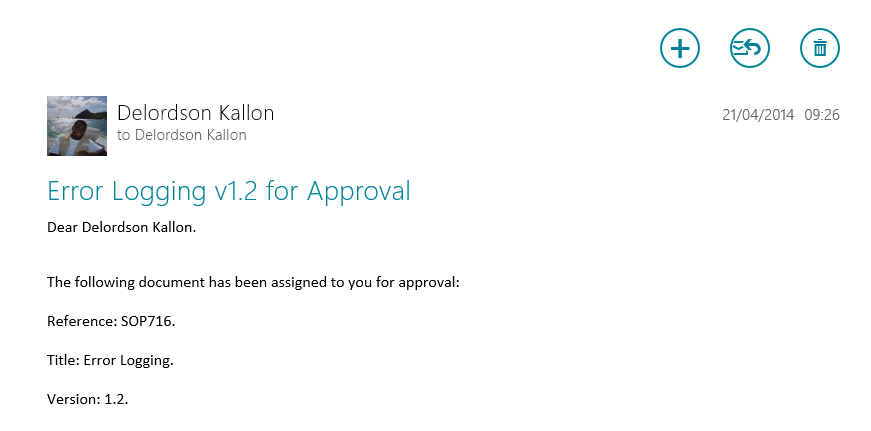 Delordson Kallon
21/04/2014 09:26
to Delordson Kallon
Error Logging v1.2 for Approval
Dear Delordson Kallon.
The following document has been assigned to you for approval:
Reference: SOP716.
Title: Error Logging.
Version: 1.2.